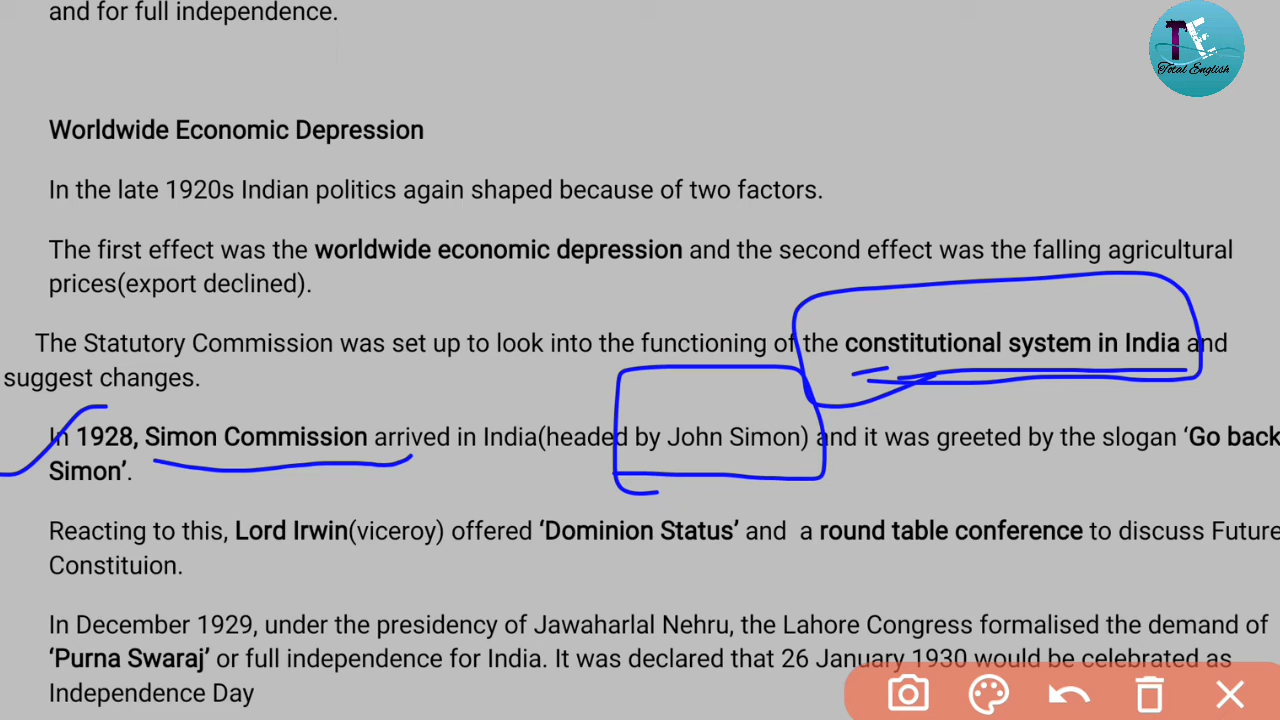 and for full independence.
TE
Total English
Worldwide Economic Depression
In the late 1920s Indian politics again shaped because of two factors.
The first effect was the worldwide economic depression and the second effect was the falling agricultural
prices(export declined).
The Statutory Commission was set up to look into the functioning of the constitutional system in India and
suggest changes.
In 1928, Simon Commission arrived in India(headed by John Simon) and it was greeted by the slogan ‘Go back
Simon’.
Reacting to this, Lord Irwin(viceroy) offered ‘Dominion Status’ and a round table conference to discuss Future
Constituion.
In December 1929, under the presidency of Jawaharlal Nehru, the Lahore Congress formalised the demand of
‘Purna Swaraj’ or full independence for India. It was declared that 26 January 1930 would be celebrated as
Independence Day